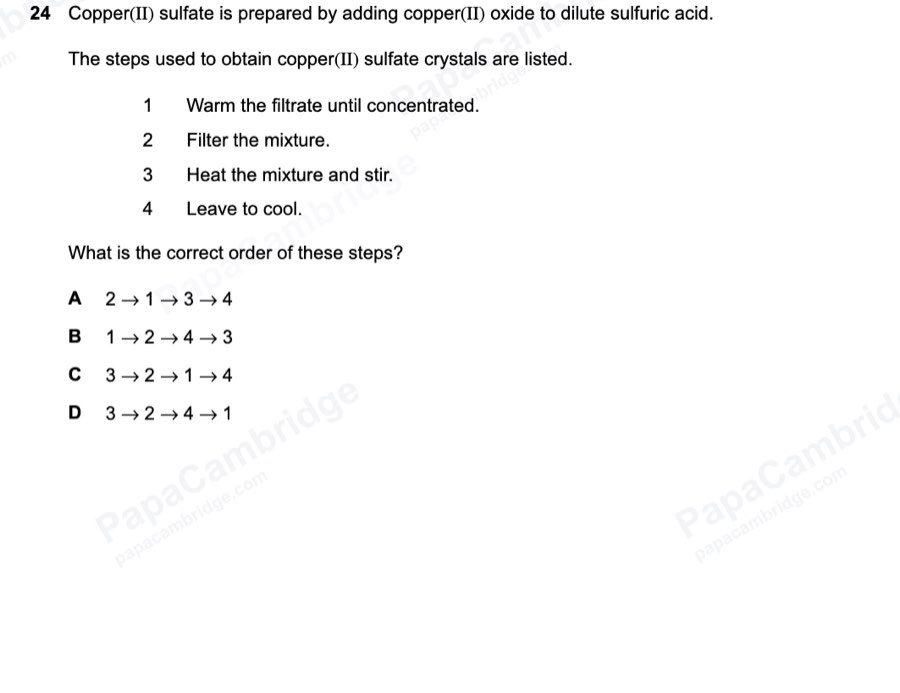 24 Copper(II) sulfate is prepared by adding copper(II) oxide to dilute sulfuric acid.
The steps used to obtain copper(II) sulfate crystals are listed.
1 Warm the filtrate until concentrated.
2 Filter the mixture.
3 Heat the mixture and stir.
4 Leave to cool.
What is the correct order of these steps?
A 2 → 1 → 3 → 4
B 1 → 2 → 4 → 3
C 3 → 2 → 1 → 4
D 3 → 2 → 4 → 1
PapaCambridge
papacambridge.com